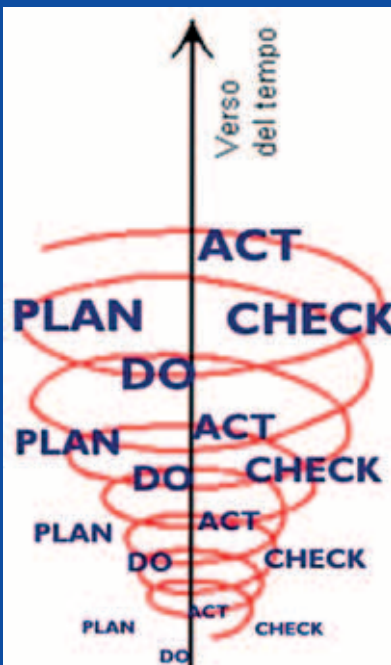 Verso
del tempo
ACT
PLAN
CHECK
DO
ACT
PLAN
CHECK
DO
ACT
PLAN
CHECK
DO
ACT
PLAN
CHECK
DO